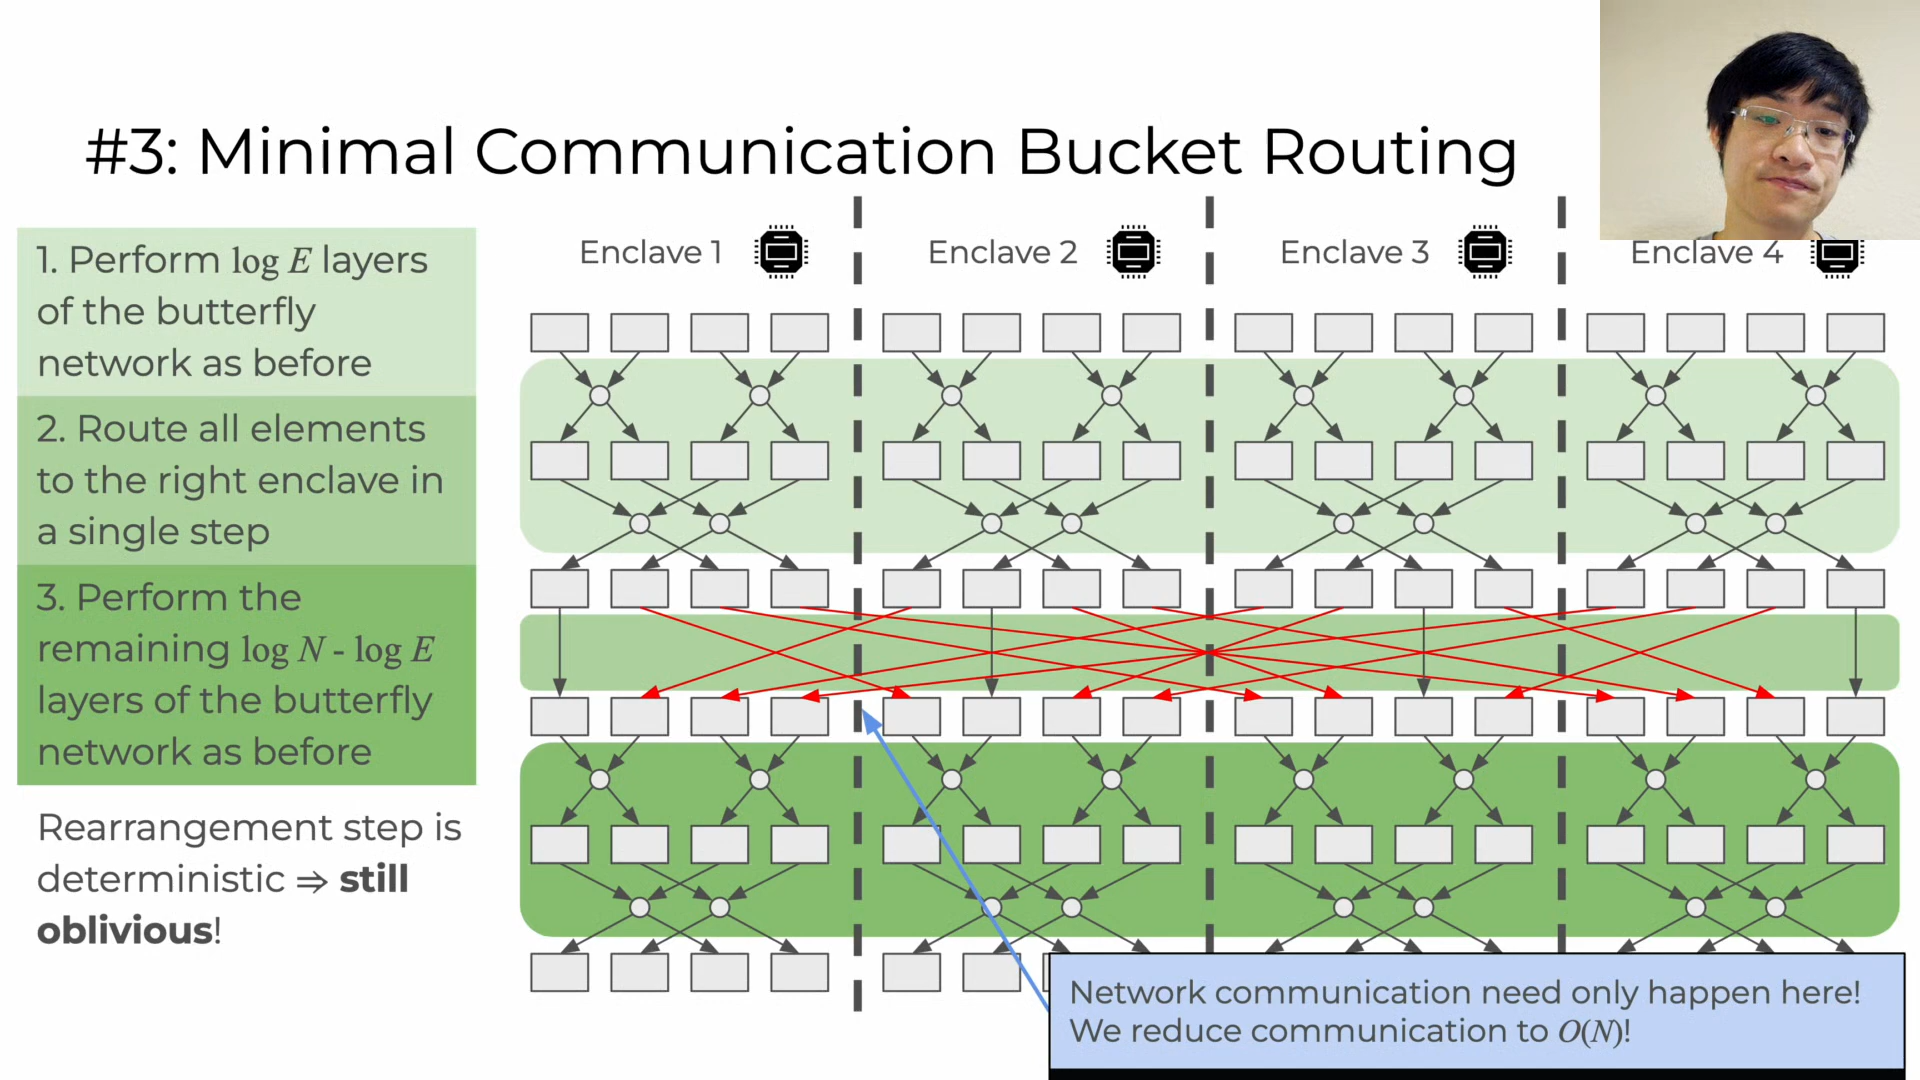 #3: Minimal Communication Bucket Routing
1. Perform log E layers
of the butterfly
network as before
2. Route all elements
to the right enclave in
a single step
3. Perform the
remaining log N - log E
layers of the butterfly
network as before
Rearrangement step is
deterministic ⇒ still
oblivious!
Enclave 1
Enclave 2
Enclave 3
Enclave 4
Network communication need only happen here!
We reduce communication to O(N)!